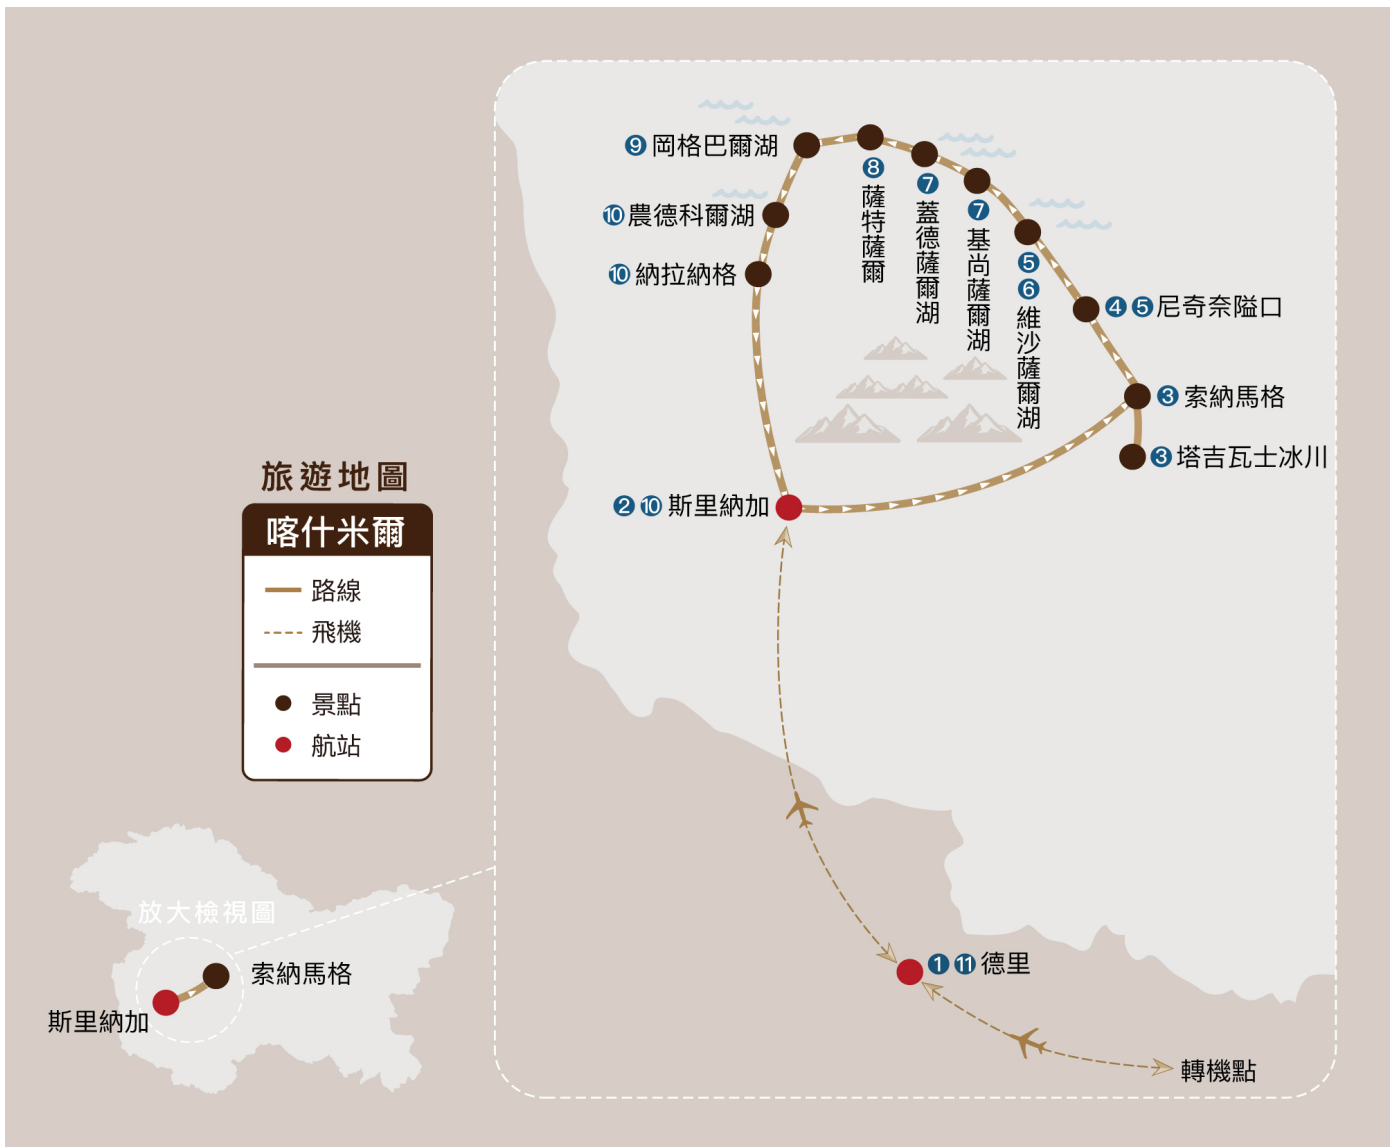 ❾ 岡格巴爾湖
❽ 薩特薩爾
❼ 蓋德薩爾湖
❼ 基尚薩爾湖
❺ ❻ 維沙薩爾湖
❿ 農德科爾湖
❿ 納拉納格
❹ ❺ 尼奇奈隘口
❸ 索納馬格
❸ 塔吉瓦士冰川
❷ ❿ 斯里納加
旅遊地圖
喀什米爾
路線
飛機
景點
航站
放大檢視圖
索納馬格
斯里納加
❶ ⓫ 德里
轉機點